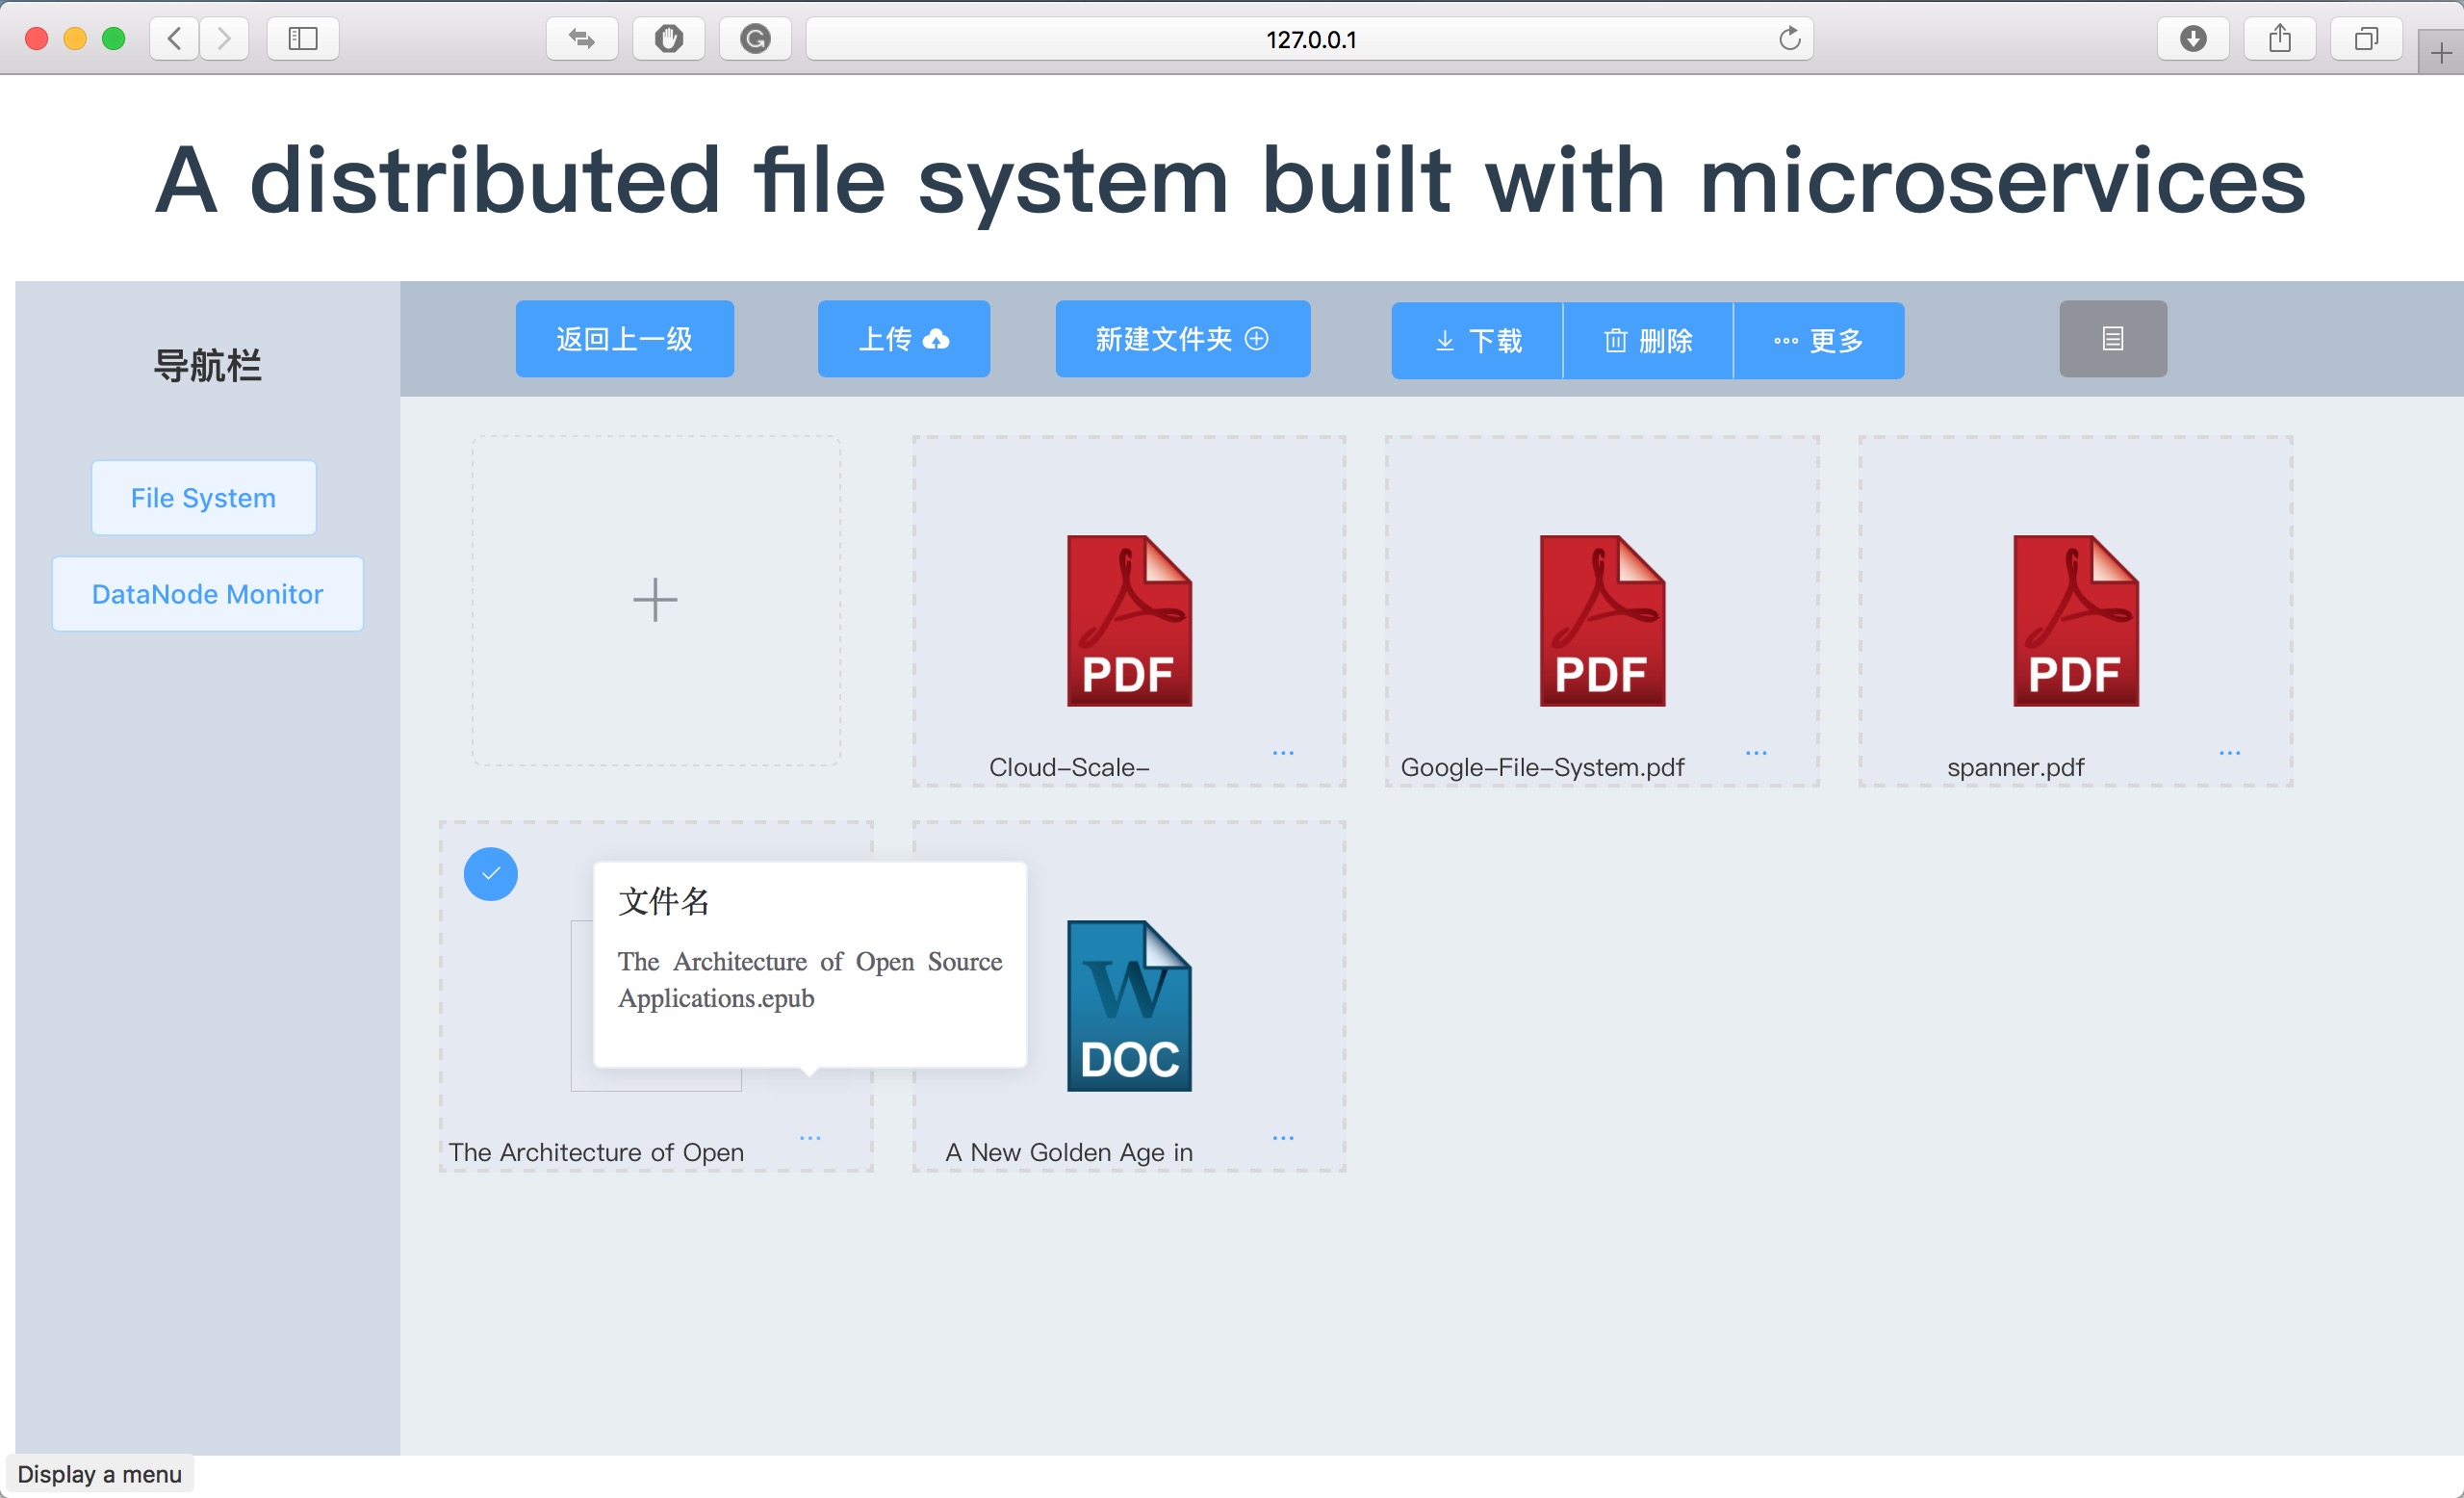 127.0.0.1
A distributed file system built with microservices
导航栏
File System
DataNode Monitor
返回上一级
上传
新建文件夹
下载
删除
更多
PDF
PDF
PDF
Cloud-Scale-
Google-File-System.pdf
spanner.pdf
文件名
The Architecture of Open Source
Applications.epub
W
DOC
The Architecture of Open
A New Golden Age in
Display a menu